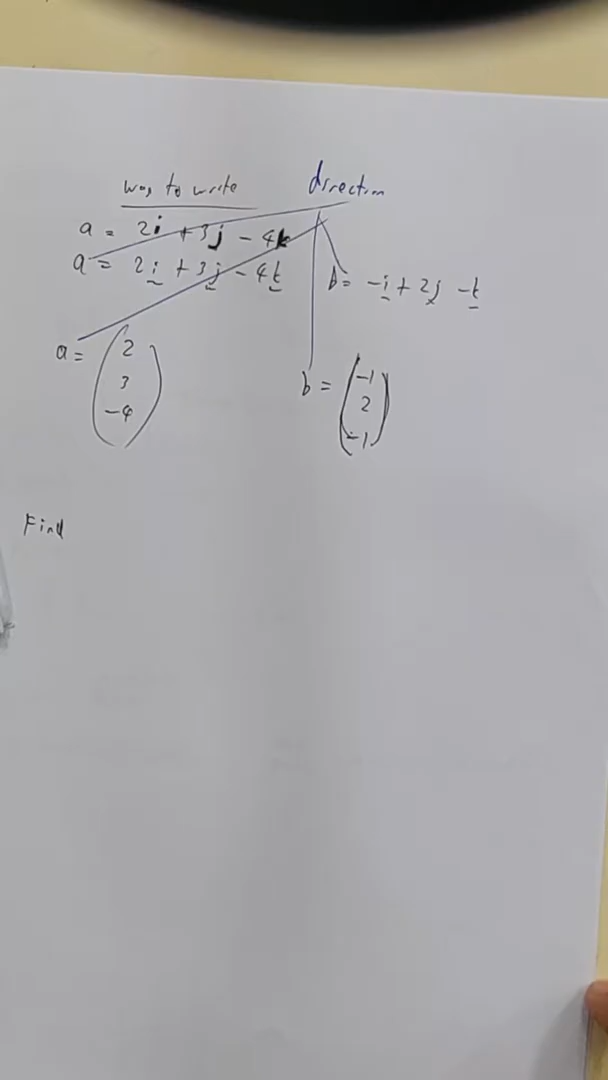 way to write
direction
a = 2i + 3j - 4k
a = 2i + 3j - 4k
b = -i + 2j - k
a = (2 3 -4)
b = (-1 2 -1)
Find